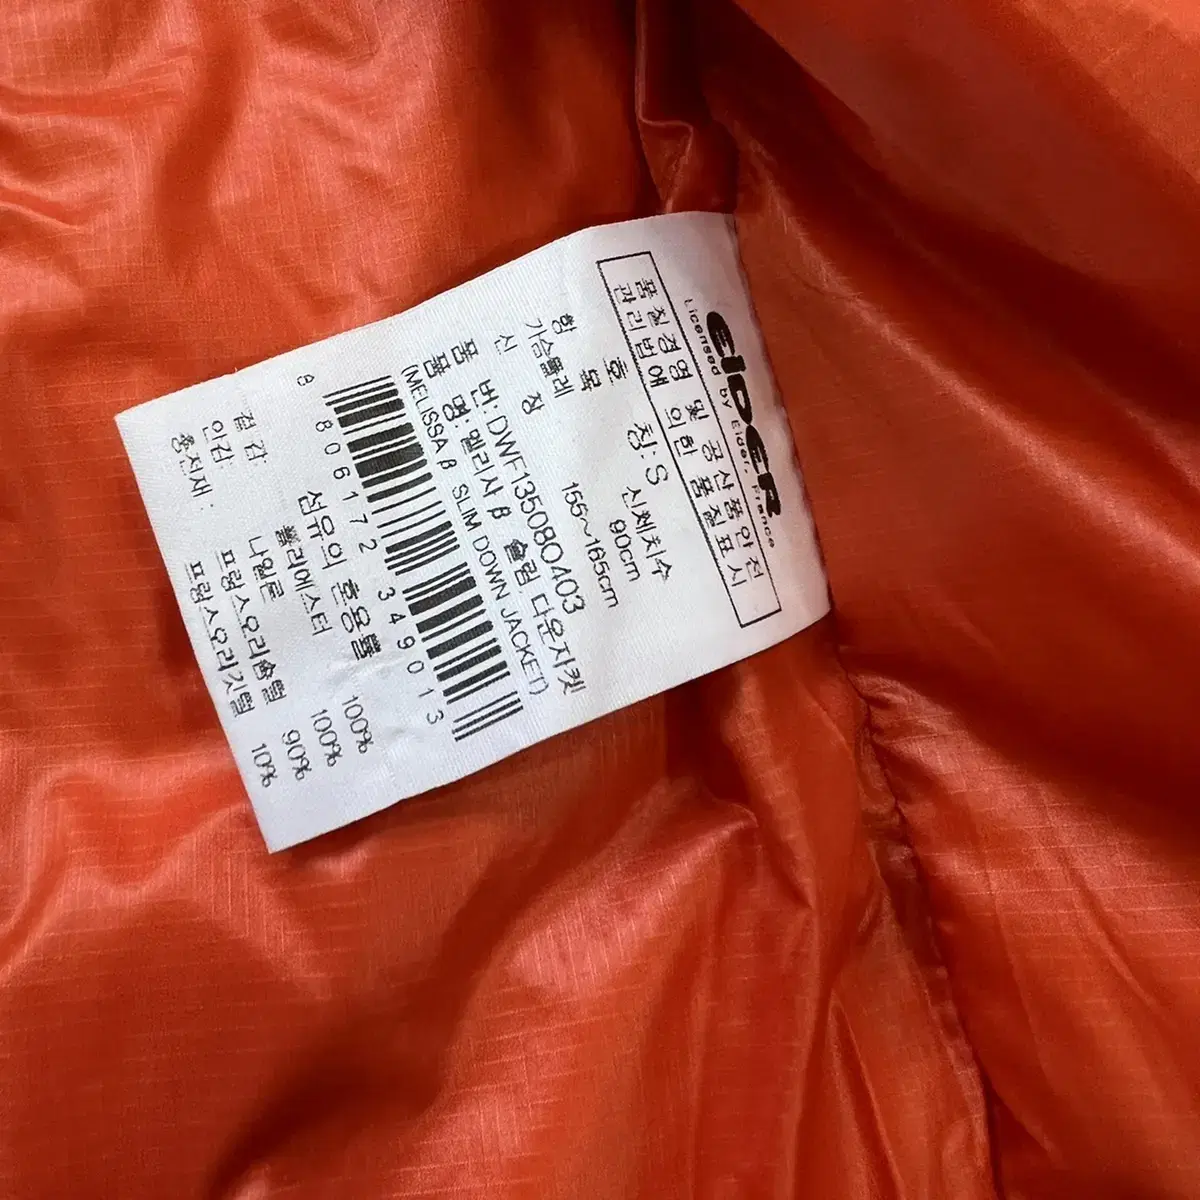 EIDER
Licensed by Eider, France
품질경영 및 공산품안전
관리법에 의한 품질표시
호 칭: S
항 목 신체치수
가슴둘레 90cm
신 장 155~165cm
품 번: DWF135080403
품 명: 멜리사 β 슬림 다운자켓
(MELISSA β SLIM DOWN JACKET)
8 806172 349013
섬유의 혼용률
겉감: 폴리에스터 100%
안감: 나일론 100%
충전재: 프랑스오리솜털 90%
프랑스오리깃털 10%